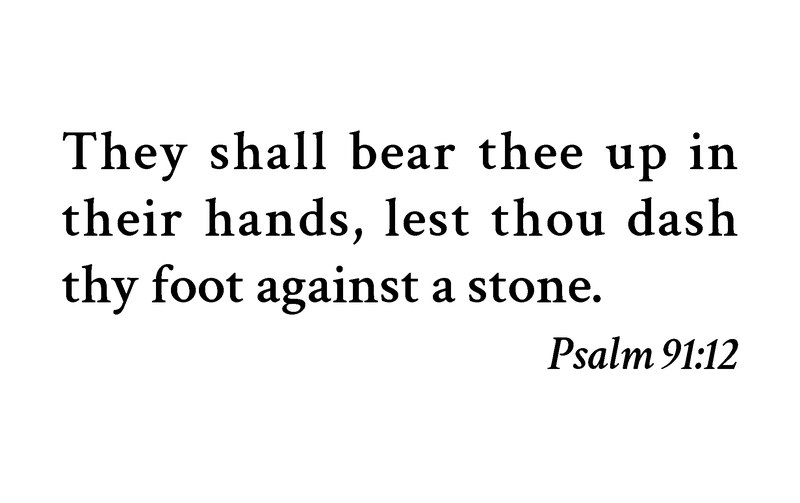 They shall bear thee up in
their hands, lest thou dash
thy foot against a stone.
Psalm 91:12